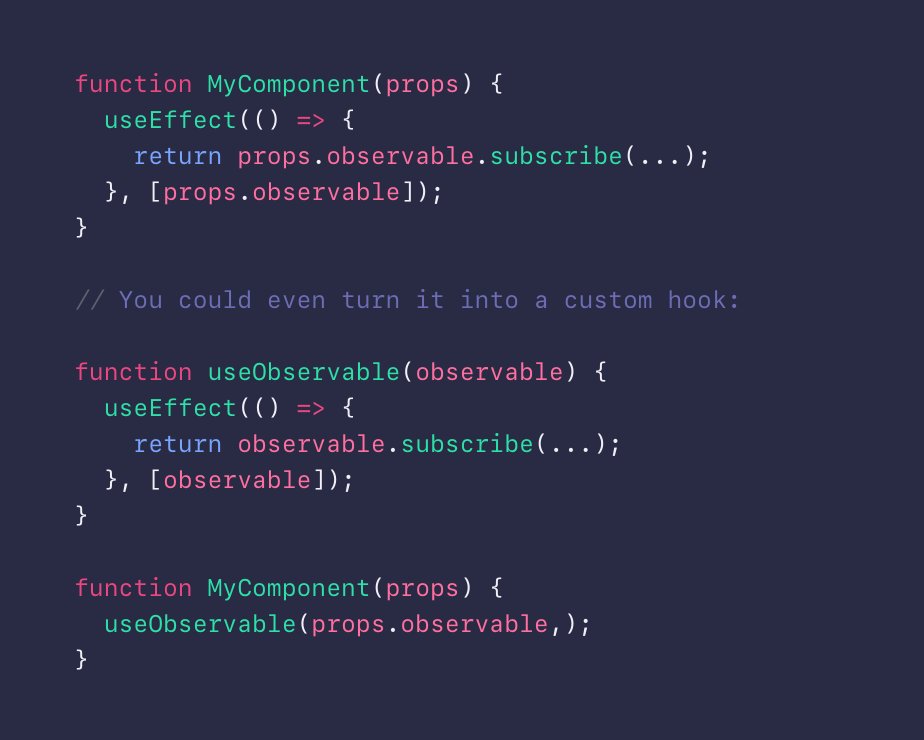 function MyComponent(props) {
  useEffect(() => {
    return props.observable.subscribe(...);
  }, [props.observable]);
}

// You could even turn it into a custom hook:

function useObservable(observable) {
  useEffect(() => {
    return observable.subscribe(...);
  }, [observable]);
}

function MyComponent(props) {
  useObservable(props.observable,);
}